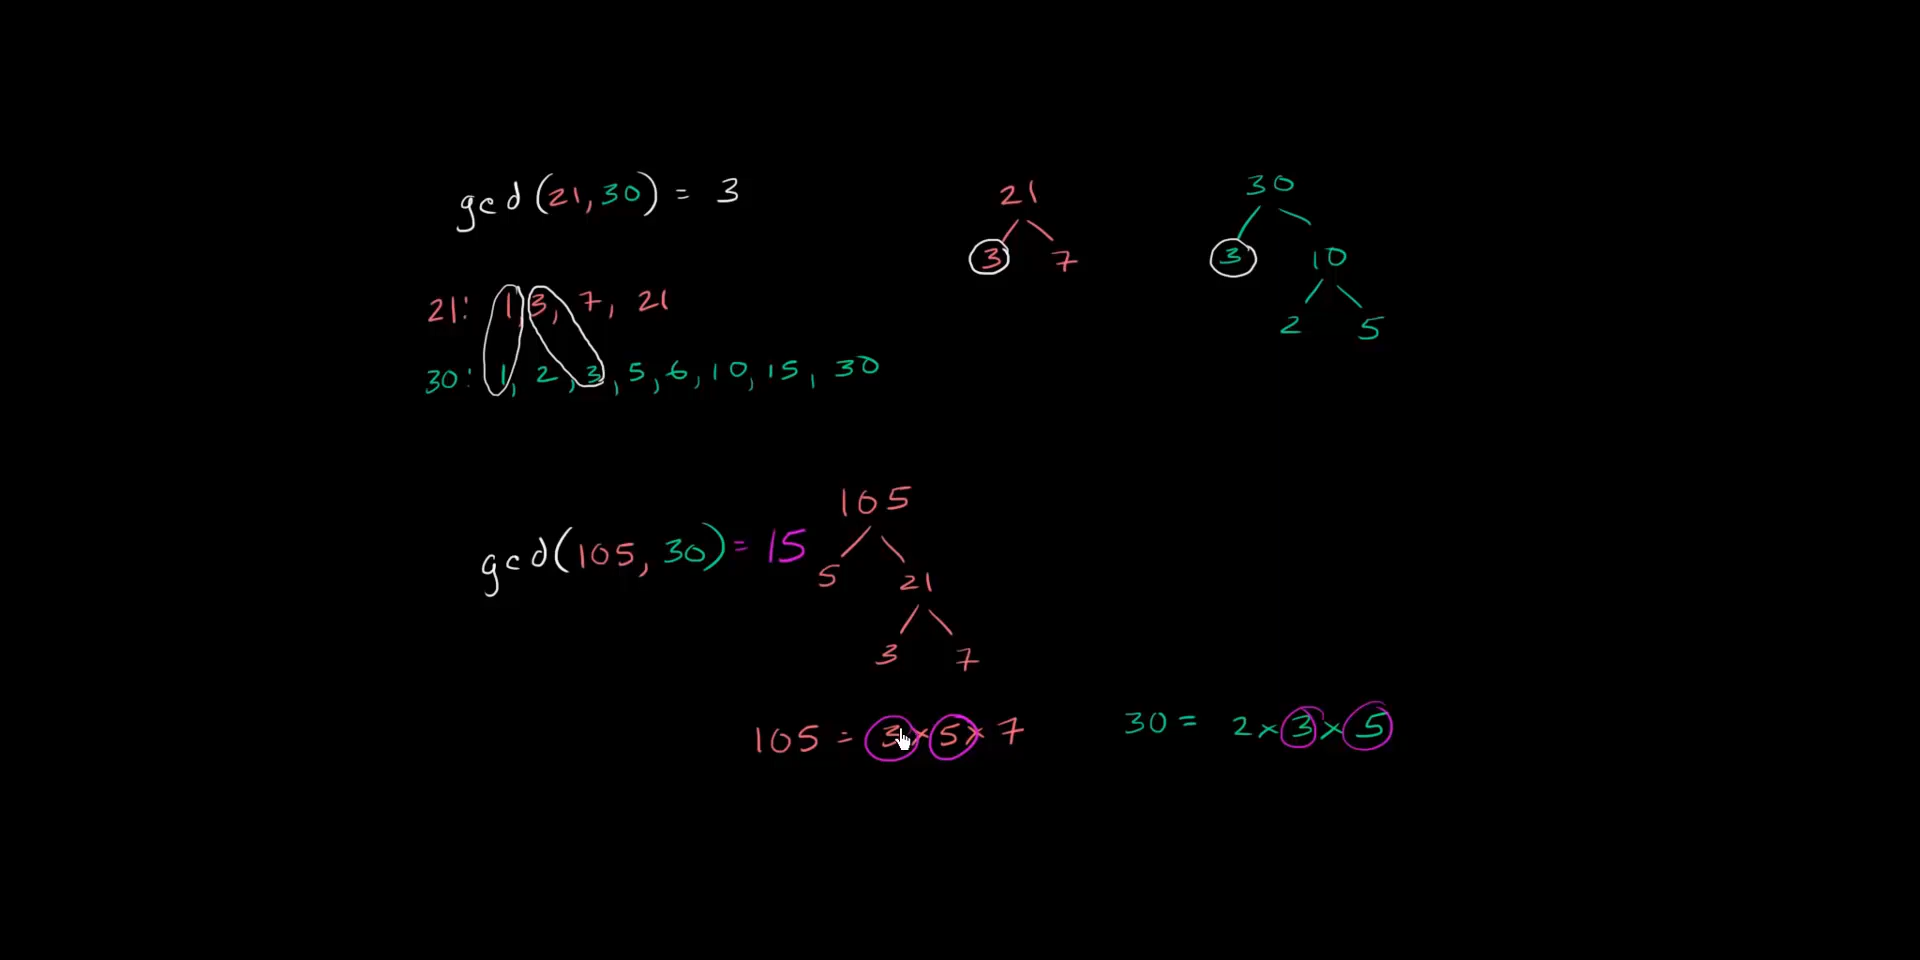 gcd (21,30) = 3
21
3 7
30
3 10
2 5
21: 1, 3, 7, 21
30: 1, 2, 3, 5, 6, 10, 15, 30
gcd (105, 30) = 15
105
5 21
3 7
105 = 3 × 5 × 7
30 = 2 × 3 × 5